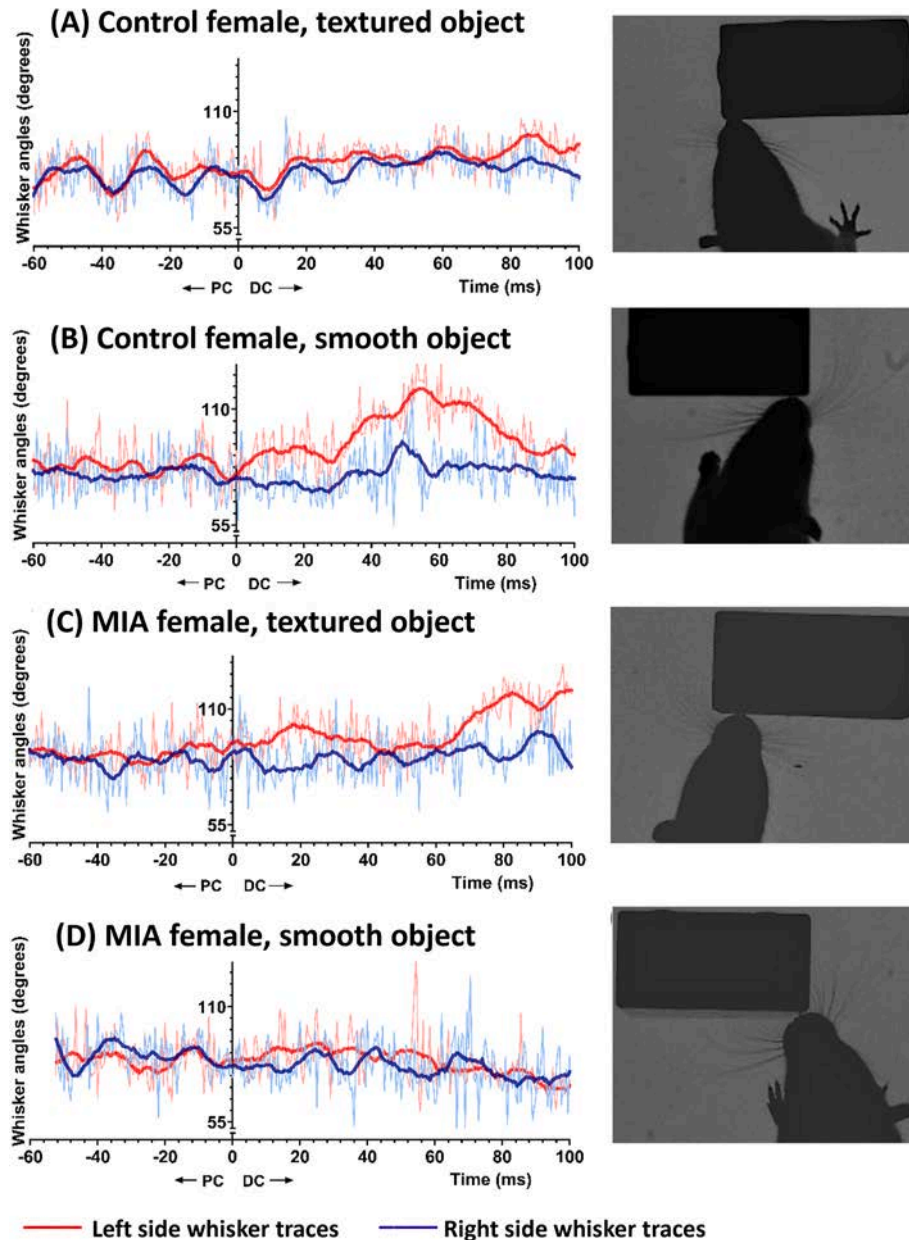 (A) Control female, textured object
Whisker angles (degrees)
110
55
-60 -40 -20 0 20 40 60 80 100
← PC DC → Time (ms)
(B) Control female, smooth object
Whisker angles (degrees)
110
55
-60 -40 -20 0 20 40 60 80 100
← PC DC → Time (ms)
(C) MIA female, textured object
Whisker angles (degrees)
110
55
-60 -40 -20 0 20 40 60 80 100
← PC DC → Time (ms)
(D) MIA female, smooth object
Whisker angles (degrees)
110
55
-60 -40 -20 0 20 40 60 80 100
← PC DC → Time (ms)
Left side whisker traces Right side whisker traces